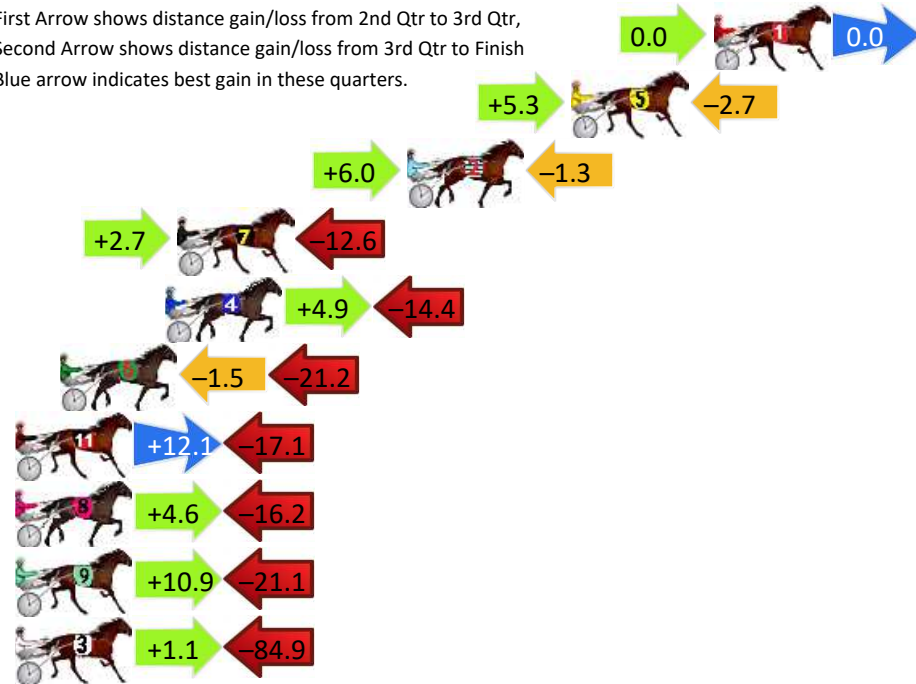 First Arrow shows distance gain/loss from 2nd Qtr to 3rd Qtr,
Second Arrow shows distance gain/loss from 3rd Qtr to Finish
Blue arrow indicates best gain in these quarters.
0.0 1 0.0
+5.3 5 –2.7
+6.0 –1.3
+2.7 7 –12.6
4 +4.9 –14.4
–1.5 –21.2
11 +12.1 –17.1
8 +4.6 –16.2
9 +10.9 –21.1
3 +1.1 –84.9